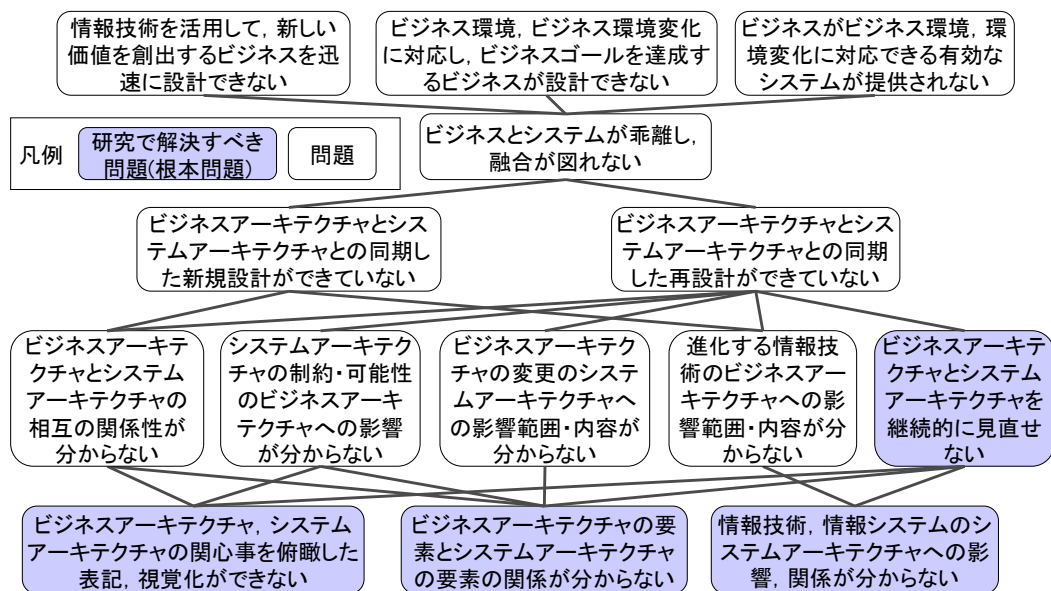 情報技術を活用して，新しい
価値を創出するビジネスを迅
速に設計できない
ビジネス環境，ビジネス環境変化
に対応し，ビジネスゴールを達成す
るビジネスが設計できない
ビジネスがビジネス環境，環
境変化に対応できる有効な
システムが提供されない
凡例
研究で解決すべき
問題(根本問題)
問題
ビジネスとシステムが乖離し，
融合が図れない
ビジネスアーキテクチャとシス
テムアーキテクチャとの同期し
た新規設計ができていない
ビジネスアーキテクチャとシス
テムアーキテクチャとの同期
した再設計ができていない
ビジネスアーキテ
クチャとシステム
アーキテクチャの
相互の関係性が
分からない
システムアーキテク
チャの制約・可能性
のビジネスアーキ
テクチャへの影響
が分からない
ビジネスアーキテク
チャの変更のシステ
ムアーキテクチャへ
の影響範囲・内容が
分からない
進化する情報技
術のビジネスアー
キテクチャへの影
響範囲・内容が分
からない
ビジネスアーキテ
クチャとシステム
アーキテクチャを
継続的に見直せ
ない
ビジネスアーキテクチャ，システム
アーキテクチャの関心事を俯瞰した
表記，視覚化ができない
ビジネスアーキテクチャの要
素とシステムアーキテクチャ
の要素の関係が分からない
情報技術，情報システムのシ
ステムアーキテクチャへの影
響，関係が分からない